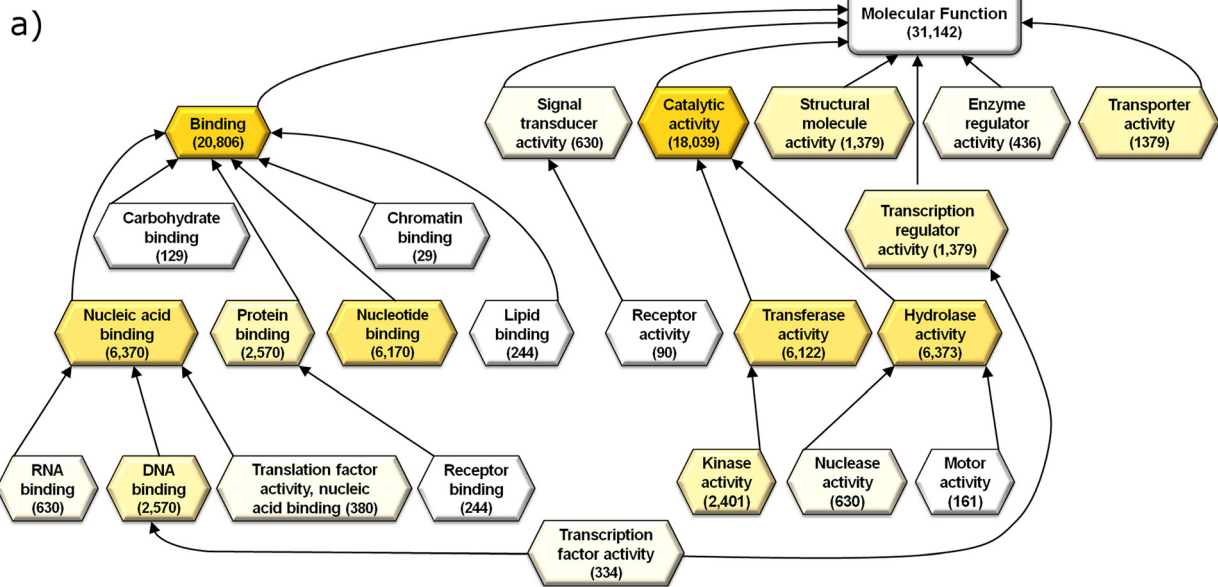 a)
Molecular Function
(31,142)
Binding
(20,806)
Signal
transducer
activity (630)
Catalytic
activity
(18,039)
Structural
molecule
activity (1,379)
Enzyme
regulator
activity (436)
Transporter
activity
(1379)
Carbohydrate
binding
(129)
Chromatin
binding
(29)
Transcription
regulator
activity (1,379)
Nucleic acid
binding
(6,370)
Protein
binding
(2,570)
Nucleotide
binding
(6,170)
Lipid
binding
(244)
Receptor
activity
(90)
Transferase
activity
(6,122)
Hydrolase
activity
(6,373)
RNA
binding
(630)
DNA
binding
(2,570)
Translation factor
activity, nucleic
acid binding (380)
Receptor
binding
(244)
Kinase
activity
(2,401)
Nuclease
activity
(630)
Motor
activity
(161)
Transcription
factor activity
(334)